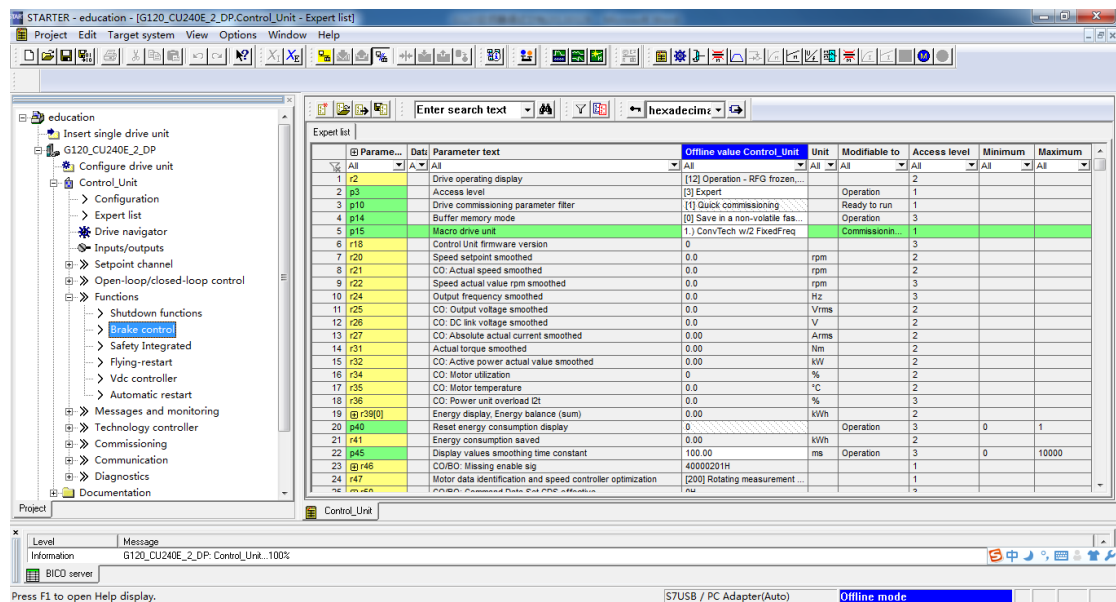 STARTER - education - [G120_CU240E_2_DP.Control_Unit - Expert list]
Project Edit Target system View Options Window Help
Enter search text
hexadecima
education
Insert single drive unit
G120_CU240E_2_DP
Configure drive unit
Control_Unit
Configuration
Expert list
Drive navigator
Inputs/outputs
Setpoint channel
Open-loop/closed-loop control
Functions
Shutdown functions
Brake control
Safety Integrated
Flying-restart
Vdc controller
Automatic restart
Messages and monitoring
Technology controller
Commissioning
Communication
Diagnostics
Documentation
Project
Expert list
Parame... Data Parameter text Offline value Control_Unit Unit Modifiable to Access level Minimum Maximum
All A All All All All All All All
1 r2 Drive operating display [12] Operation - RFG frozen,... 2
2 p3 Access level [3] Expert Operation 1
3 p10 Drive commissioning parameter filter [1] Quick commissioning Ready to run 1
4 p14 Buffer memory mode [0] Save in a non-volatile fas... Operation 3
5 p15 Macro drive unit 1.) ConvTech w/2 FixedFreq Commissionin... 1
6 r18 Control Unit firmware version 0 3
7 r20 Speed setpoint smoothed 0.0 rpm 2
8 r21 CO: Actual speed smoothed 0.0 rpm 2
9 r22 Speed actual value rpm smoothed 0.0 rpm 3
10 r24 Output frequency smoothed 0.0 Hz 3
11 r25 CO: Output voltage smoothed 0.0 Vrms 2
12 r26 CO: DC link voltage smoothed 0.0 V 2
13 r27 CO: Absolute actual current smoothed 0.00 Arms 2
14 r31 Actual torque smoothed 0.00 Nm 2
15 r32 CO: Active power actual value smoothed 0.00 kW 2
16 r34 CO: Motor utilization 0 % 2
17 r35 CO: Motor temperature 0.0 °C 2
18 r36 CO: Power unit overload I2t 0.0 % 3
19 r39[0] Energy display, Energy balance (sum) 0.00 kWh 2
20 p40 Reset energy consumption display 0 Operation 3 0 1
21 r41 Energy consumption saved 0.00 kWh 2
22 p45 Display values smoothing time constant 100.00 ms Operation 3 0 10000
23 r46 CO/BO: Missing enable sig 40000201H 1
24 r47 Motor data identification and speed controller optimization [200] Rotating measurement ... 1
25 r50 CO/BO: Command Data Set CDS effective 0H 3
Control_Unit
Level Message
Information G120_CU240E_2_DP: Control_Unit...100%
中
BICO server
Press F1 to open Help display. S7USB / PC Adapter(Auto) Offline mode